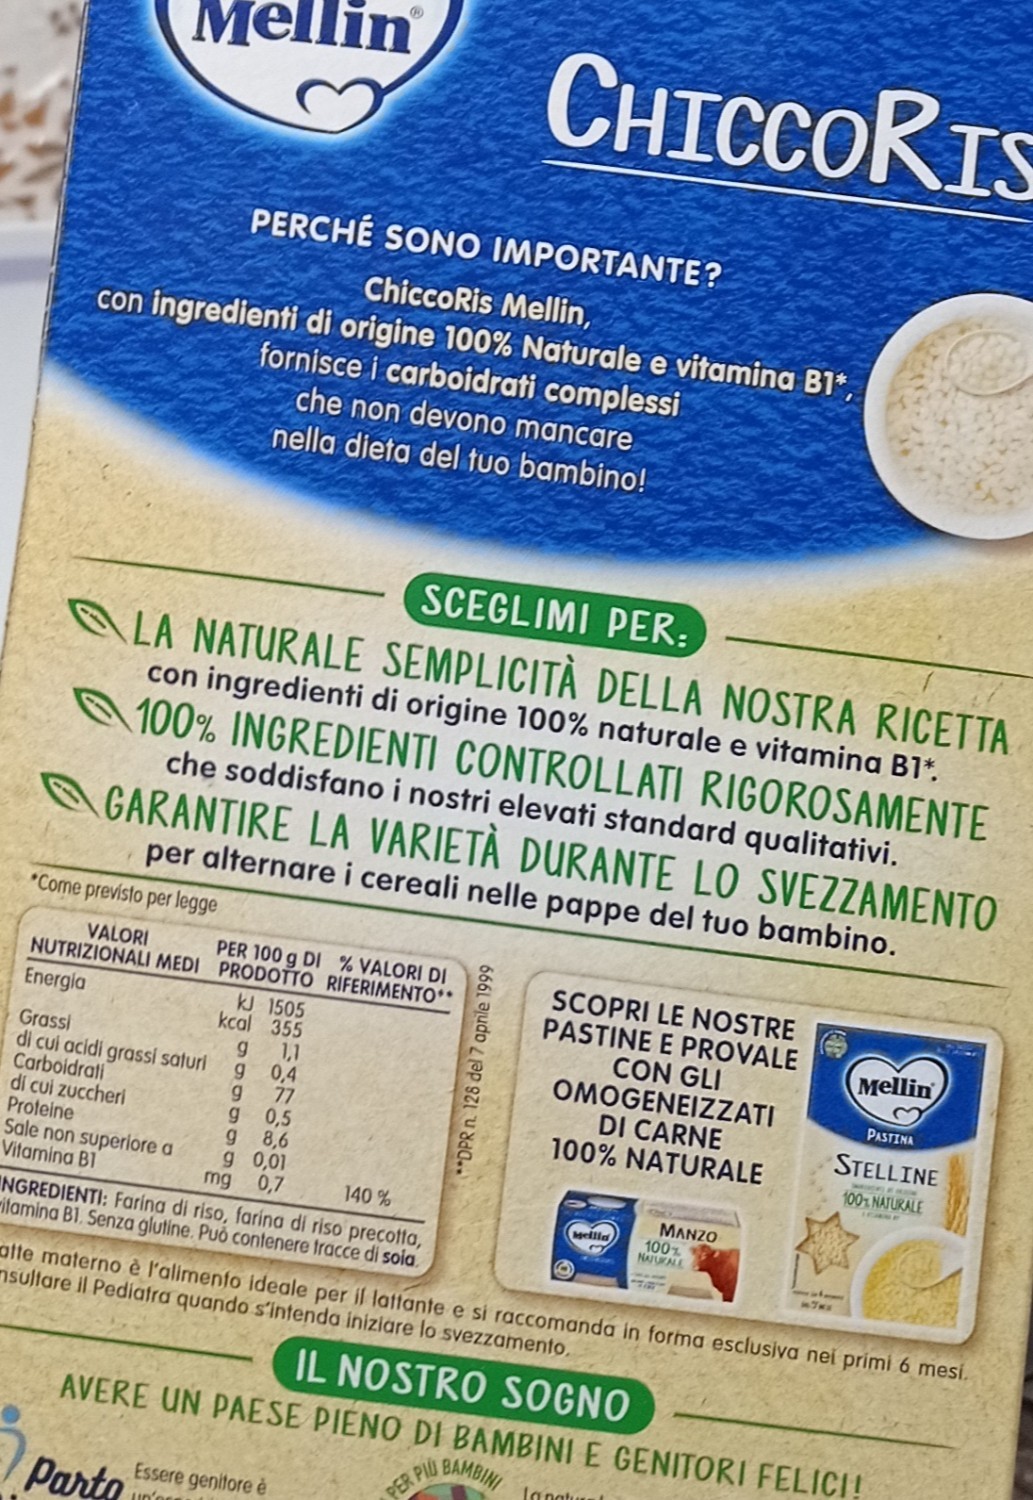 Mellin®
CHICCORIS
PERCHÉ SONO IMPORTANTE?
ChiccoRis Mellin,
con ingredienti di origine 100% Naturale e vitamina B1*,
fornisce i carboidrati complessi
che non devono mancare
nella dieta del tuo bambino!
SCEGLIMI PER:
LA NATURALE SEMPLICITÀ DELLA NOSTRA RICETTA
con ingredienti di origine 100% naturale e vitamina B1*.
100% INGREDIENTI CONTROLLATI RIGOROSAMENTE
che soddisfano i nostri elevati standard qualitativi.
GARANTIRE LA VARIETÀ DURANTE LO SVEZZAMENTO
per alternare i cereali nelle pappe del tuo bambino.
*Come previsto per legge
VALORI NUTRIZIONALI MEDI PER 100 g DI PRODOTTO % VALORI DI RIFERIMENTO**
Energia kJ 1505
kcal 355
Grassi g 1,1
di cui acidi grassi saturi g 0,4
Carboidrati g 77
di cui zuccheri g 0,5
Proteine g 8,6
Sale non superiore a g 0,01
Vitamina B1 mg 0,7 140 %
**DPR n. 128 del 7 aprile 1999
INGREDIENTI: Farina di riso, farina di riso precotta,
vitamina B1. Senza glutine. Può contenere tracce di soia.
SCOPRI LE NOSTRE
PASTINE E PROVALE
CON GLI
OMOGENEIZZATI
DI CARNE
100% NATURALE
Mellin
PASTINA
STELLINE
100% NATURALE
Mellin
MANZO
100%
NATURALE
atte materno è l'alimento ideale per il lattante e si raccomanda in forma esclusiva nei primi 6 mesi.
nsultare il Pediatra quando s'intenda iniziare lo svezzamento.
IL NOSTRO SOGNO
AVERE UN PAESE PIENO DI BAMBINI E GENITORI FELICI!
Parto
Essere genitore è
PER PIÙ BAMBINI